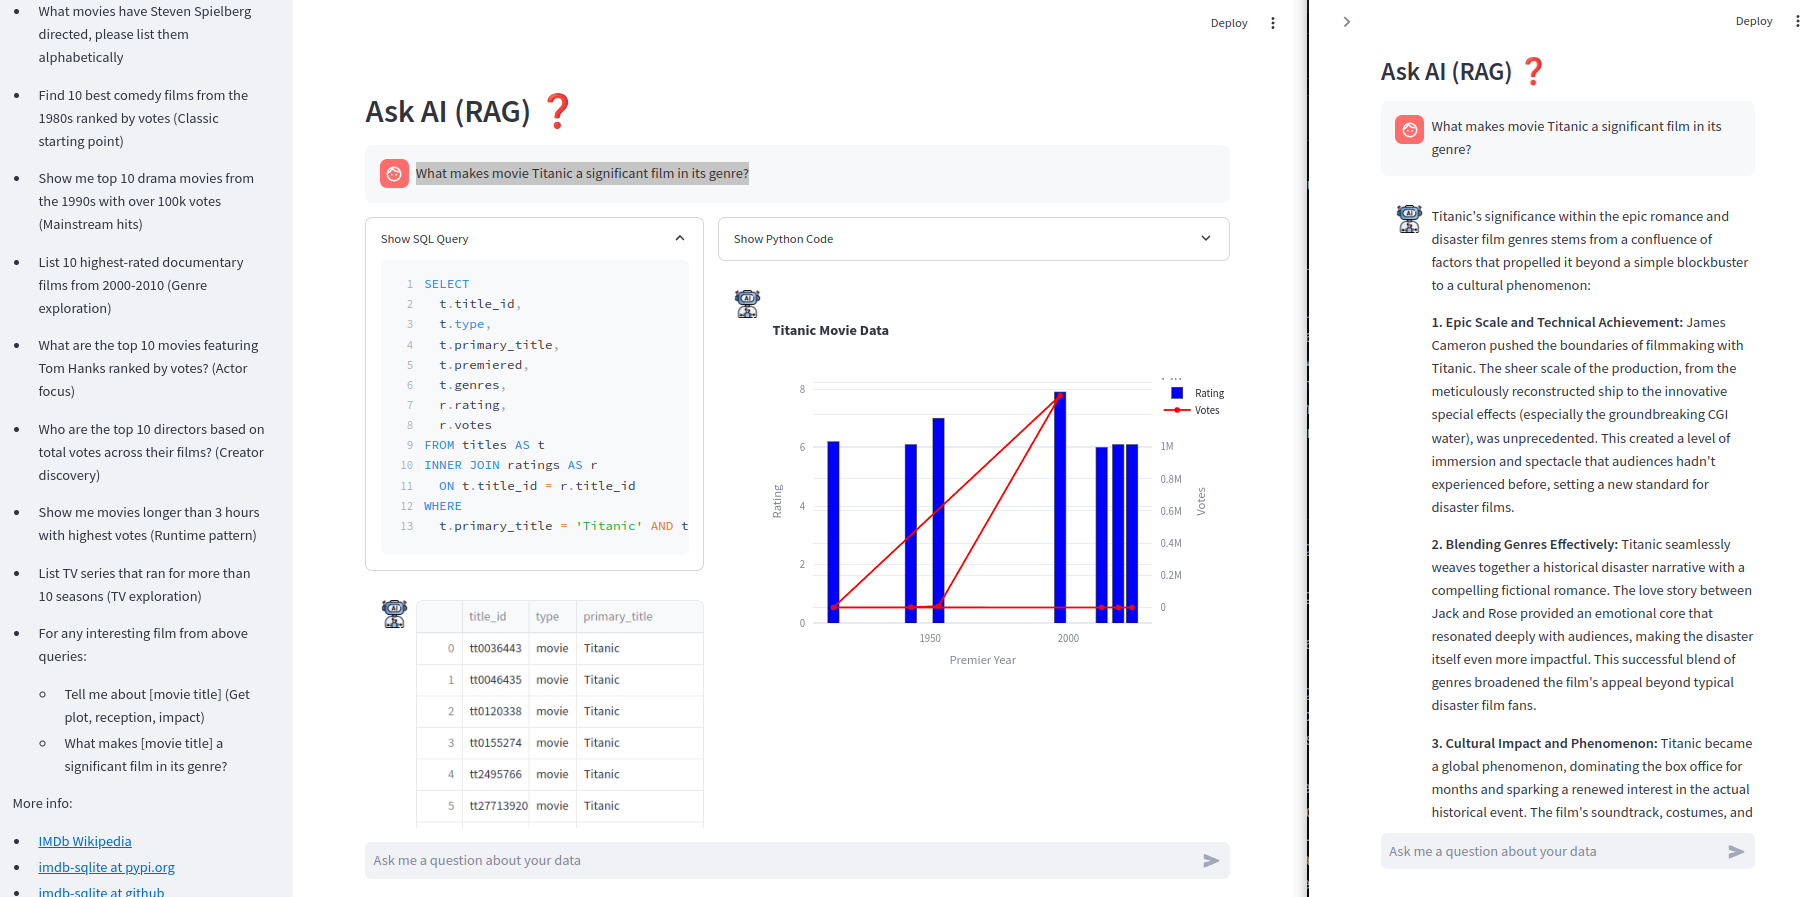 What movies have Steven Spielberg
directed, please list them
alphabetically
Find 10 best comedy films from the
1980s ranked by votes (Classic
starting point)
Show me top 10 drama movies from
the 1990s with over 100k votes
(Mainstream hits)
List 10 highest-rated documentary
films from 2000-2010 (Genre
exploration)
What are the top 10 movies featuring
Tom Hanks ranked by votes? (Actor
focus)
Who are the top 10 directors based on
total votes across their films? (Creator
discovery)
Show me movies longer than 3 hours
with highest votes (Runtime pattern)
List TV series that ran for more than
10 seasons (TV exploration)
For any interesting film from above
queries:
Tell me about [movie title] (Get
plot, reception, impact)
What makes [movie title] a
significant film in its genre?
More info:
IMDb Wikipedia
imdb-sqlite at pypi.org
imdb-sqlite at github
Deploy
Ask AI (RAG) ❓
What makes movie Titanic a significant film in its genre?
Show SQL Query
1 SELECT
2 t.title_id,
3 t.type,
4 t.primary_title,
5 t.premiered,
6 t.genres,
7 r.rating,
8 r.votes
9 FROM titles AS t
10 INNER JOIN ratings AS r
11 ON t.title_id = r.title_id
12 WHERE
13 t.primary_title = 'Titanic' AND t
title_id type primary_title
0 tt0036443 movie Titanic
1 tt0046435 movie Titanic
2 tt0120338 movie Titanic
3 tt0155274 movie Titanic
4 tt2495766 movie Titanic
5 tt27713920 movie Titanic
Show Python Code
AI
Titanic Movie Data
Rating
Votes
8
6
4
2
0
1M
0.8M
0.6M
0.4M
0.2M
0
Rating
Votes
1950 2000
Premier Year
Ask me a question about your data
Deploy
Ask AI (RAG) ❓
What makes movie Titanic a significant film in its
genre?
AI
Titanic's significance within the epic romance and
disaster film genres stems from a confluence of
factors that propelled it beyond a simple blockbuster
to a cultural phenomenon:
1. Epic Scale and Technical Achievement: James
Cameron pushed the boundaries of filmmaking with
Titanic. The sheer scale of the production, from the
meticulously reconstructed ship to the innovative
special effects (especially the groundbreaking CGI
water), was unprecedented. This created a level of
immersion and spectacle that audiences hadn't
experienced before, setting a new standard for
disaster films.
2. Blending Genres Effectively: Titanic seamlessly
weaves together a historical disaster narrative with a
compelling fictional romance. The love story between
Jack and Rose provided an emotional core that
resonated deeply with audiences, making the disaster
itself even more impactful. This successful blend of
genres broadened the film's appeal beyond typical
disaster film fans.
3. Cultural Impact and Phenomenon: Titanic became
a global phenomenon, dominating the box office for
months and sparking a renewed interest in the actual
historical event. The film's soundtrack, costumes, and
Ask me a question about your data